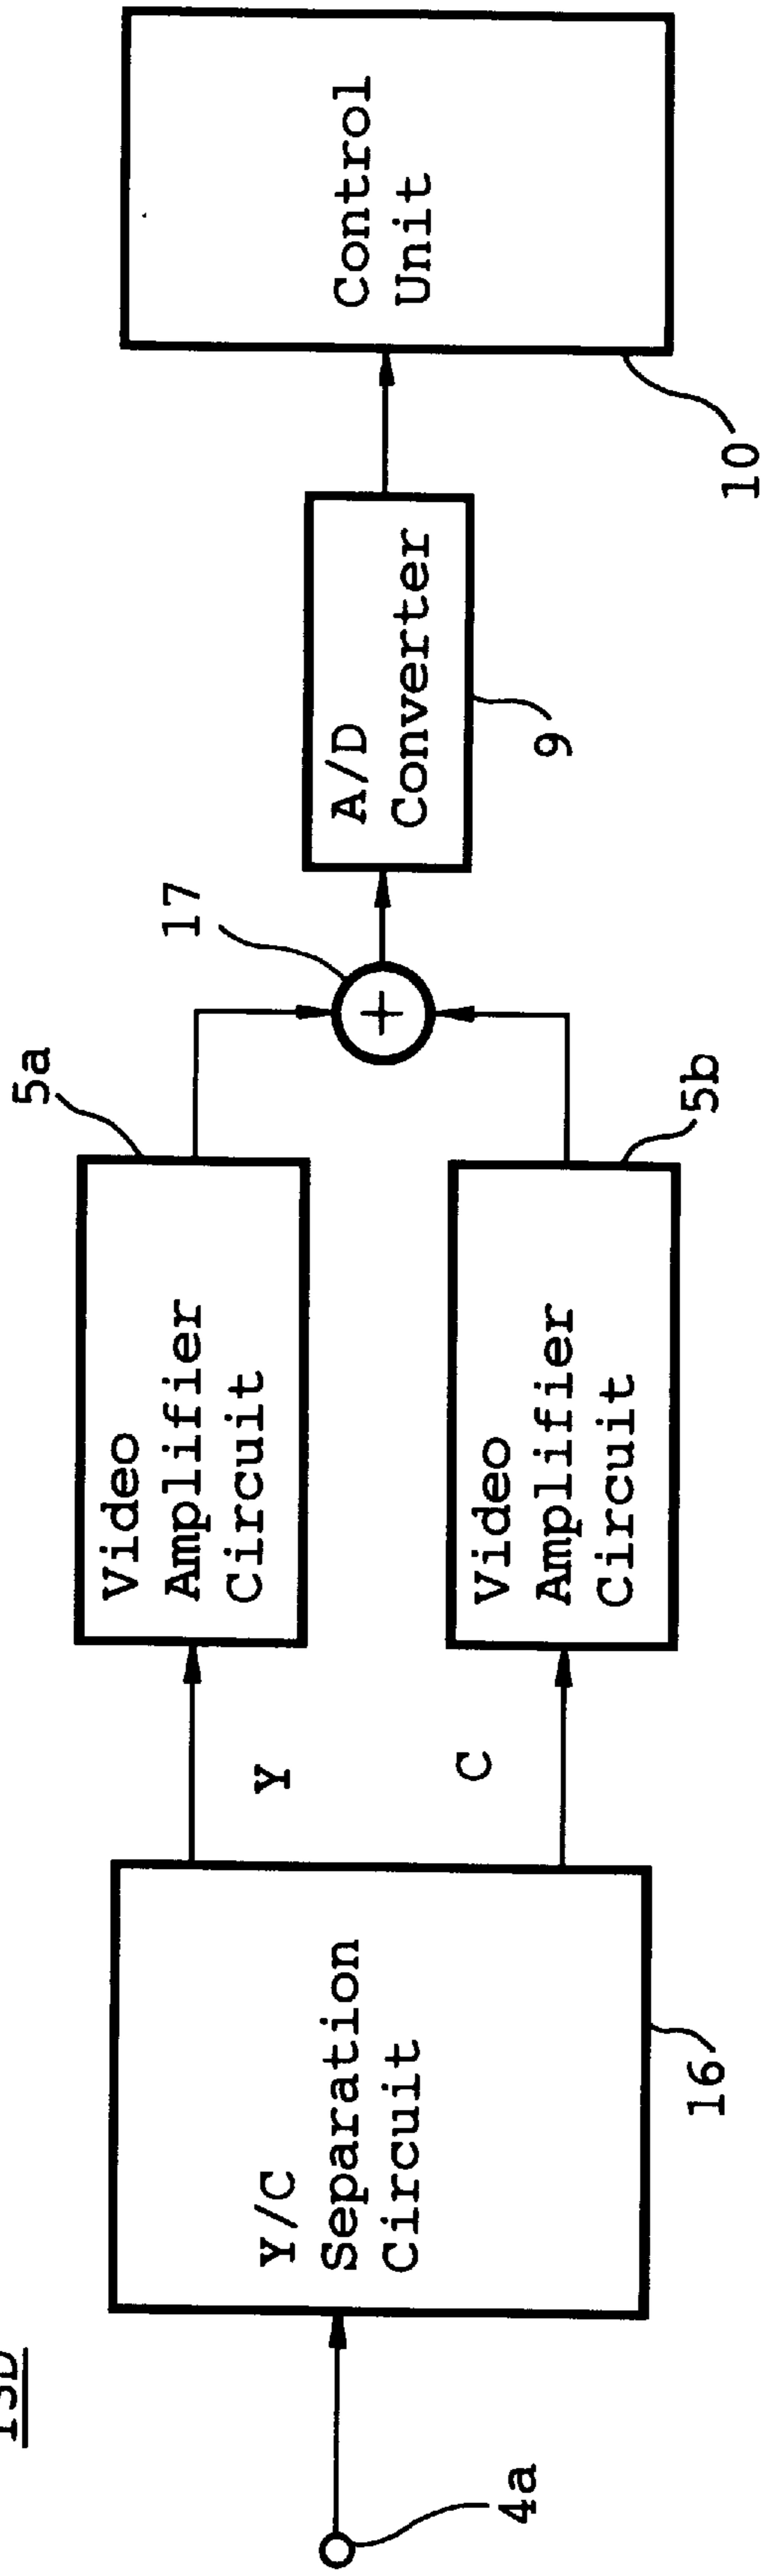 4a
Y/C
Separation
Circuit
16
Y
C
Video
Amplifier
Circuit
5a
Video
Amplifier
Circuit
5b
17
+
A/D
Converter
9
Control
Unit
10